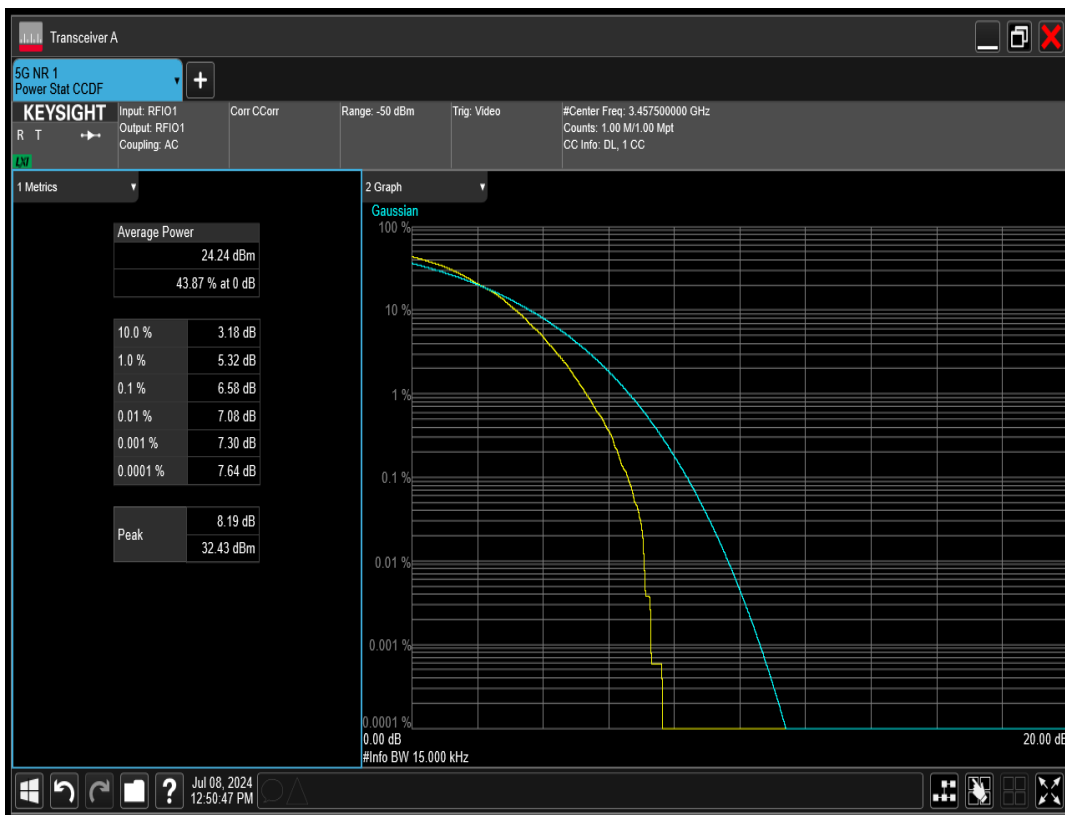 Transceiver A
5G NR 1
Power Stat CCDF
+
KEYSIGHT
R T
LXI
Input: RFIO1
Output: RFIO1
Coupling: AC
Corr CCorr
Range: -50 dBm
Trig: Video
#Center Freq: 3.457500000 GHz
Counts: 1.00 M/1.00 Mpt
CC Info: DL, 1 CC
1 Metrics
Average Power
24.24 dBm
43.87 % at 0 dB
10.0 % 3.18 dB
1.0 % 5.32 dB
0.1 % 6.58 dB
0.01 % 7.08 dB
0.001 % 7.30 dB
0.0001 % 7.64 dB
Peak
8.19 dB
32.43 dBm
2 Graph
Gaussian
100 %
10 %
1 %
0.1 %
0.01 %
0.001 %
0.0001 %
0.00 dB 20.00 dB
#Info BW 15.000 kHz
?
Jul 08, 2024
12:50:47 PM